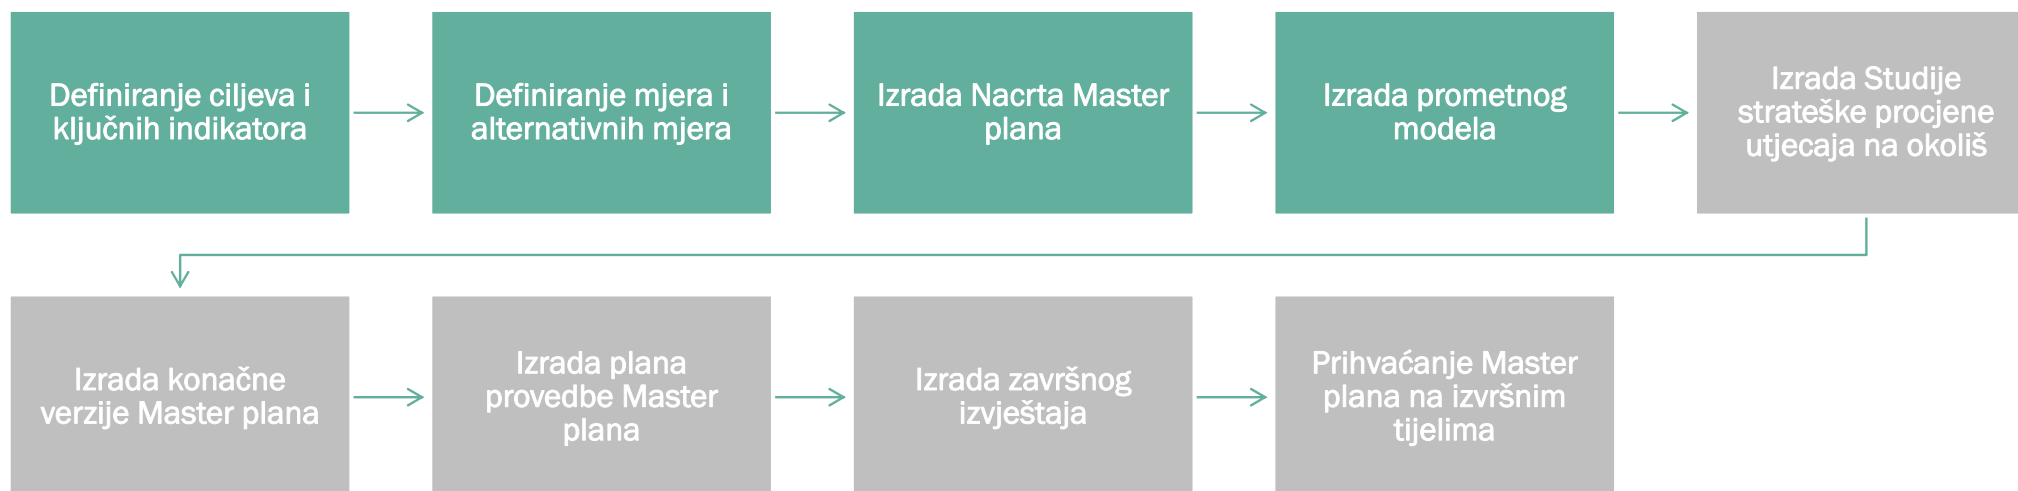 Definiranje ciljeva i
ključnih indikatora
Definiranje mjera i
alternativnih mjera
Izrada Nacrta Master
plana
Izrada prometnog
modela
Izrada Studije
strateške procjene
utjecaja na okoliš
Izrada konačne
verzije Master plana
Izrada plana
provedbe Master
plana
Izrada završnog
izvještaja
Prihvaćanje Master
plana na izvršnim
tijelima